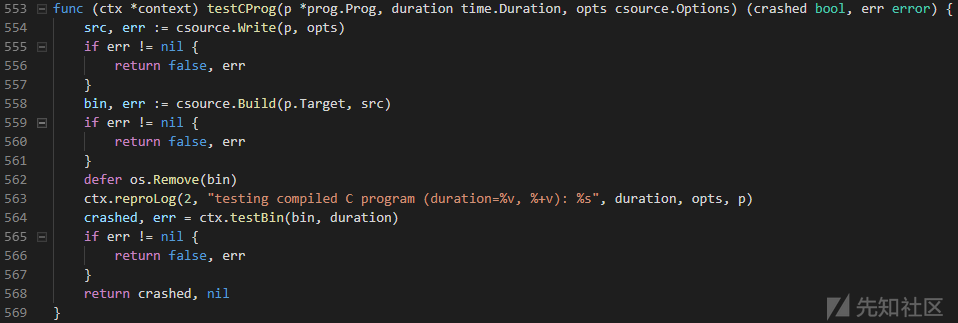 553 func (ctx *context) testCProg(p *prog.Prog, duration time.Duration, opts csource.Options) (crashed bool, err error) {
554     src, err := csource.Write(p, opts)
555     if err != nil {
556         return false, err
557     }
558     bin, err := csource.Build(p.Target, src)
559     if err != nil {
560         return false, err
561     }
562     defer os.Remove(bin)
563     ctx.reproLog(2, "testing compiled C program (duration=%v, %+v): %s", duration, opts, p)
564     crashed, err = ctx.testBin(bin, duration)
565     if err != nil {
566         return false, err
567     }
568     return crashed, nil
569 }
先知社区